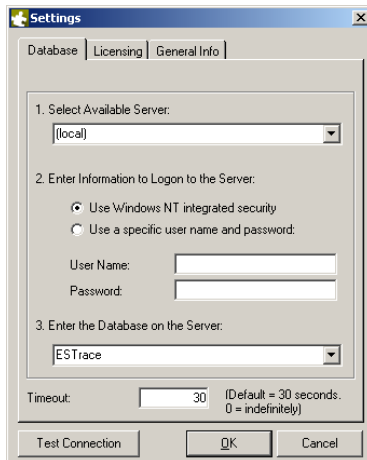 Settings
Database Licensing General Info
1. Select Available Server:
(local)
2. Enter Information to Logon to the Server:
Use Windows NT integrated security
Use a specific user name and password:
User Name:
Password:
3. Enter the Database on the Server:
ESTrace
Timeout: 30 (Default = 30 seconds.
0 = indefinitely)
Test Connection OK Cancel